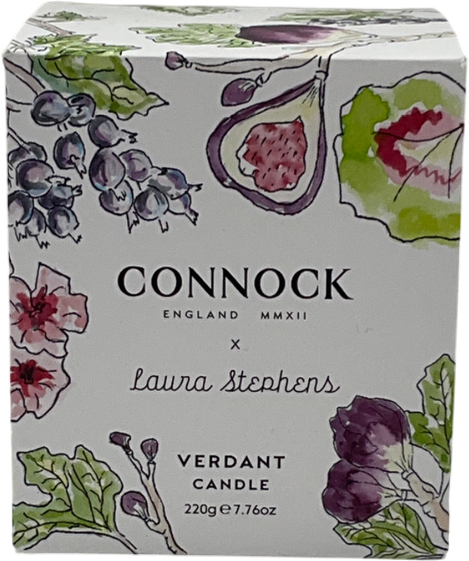 CONNOCK
ENGLAND MMXII
x
Laura Stephens
VERDANT
CANDLE
220g ℮ 7.76oz